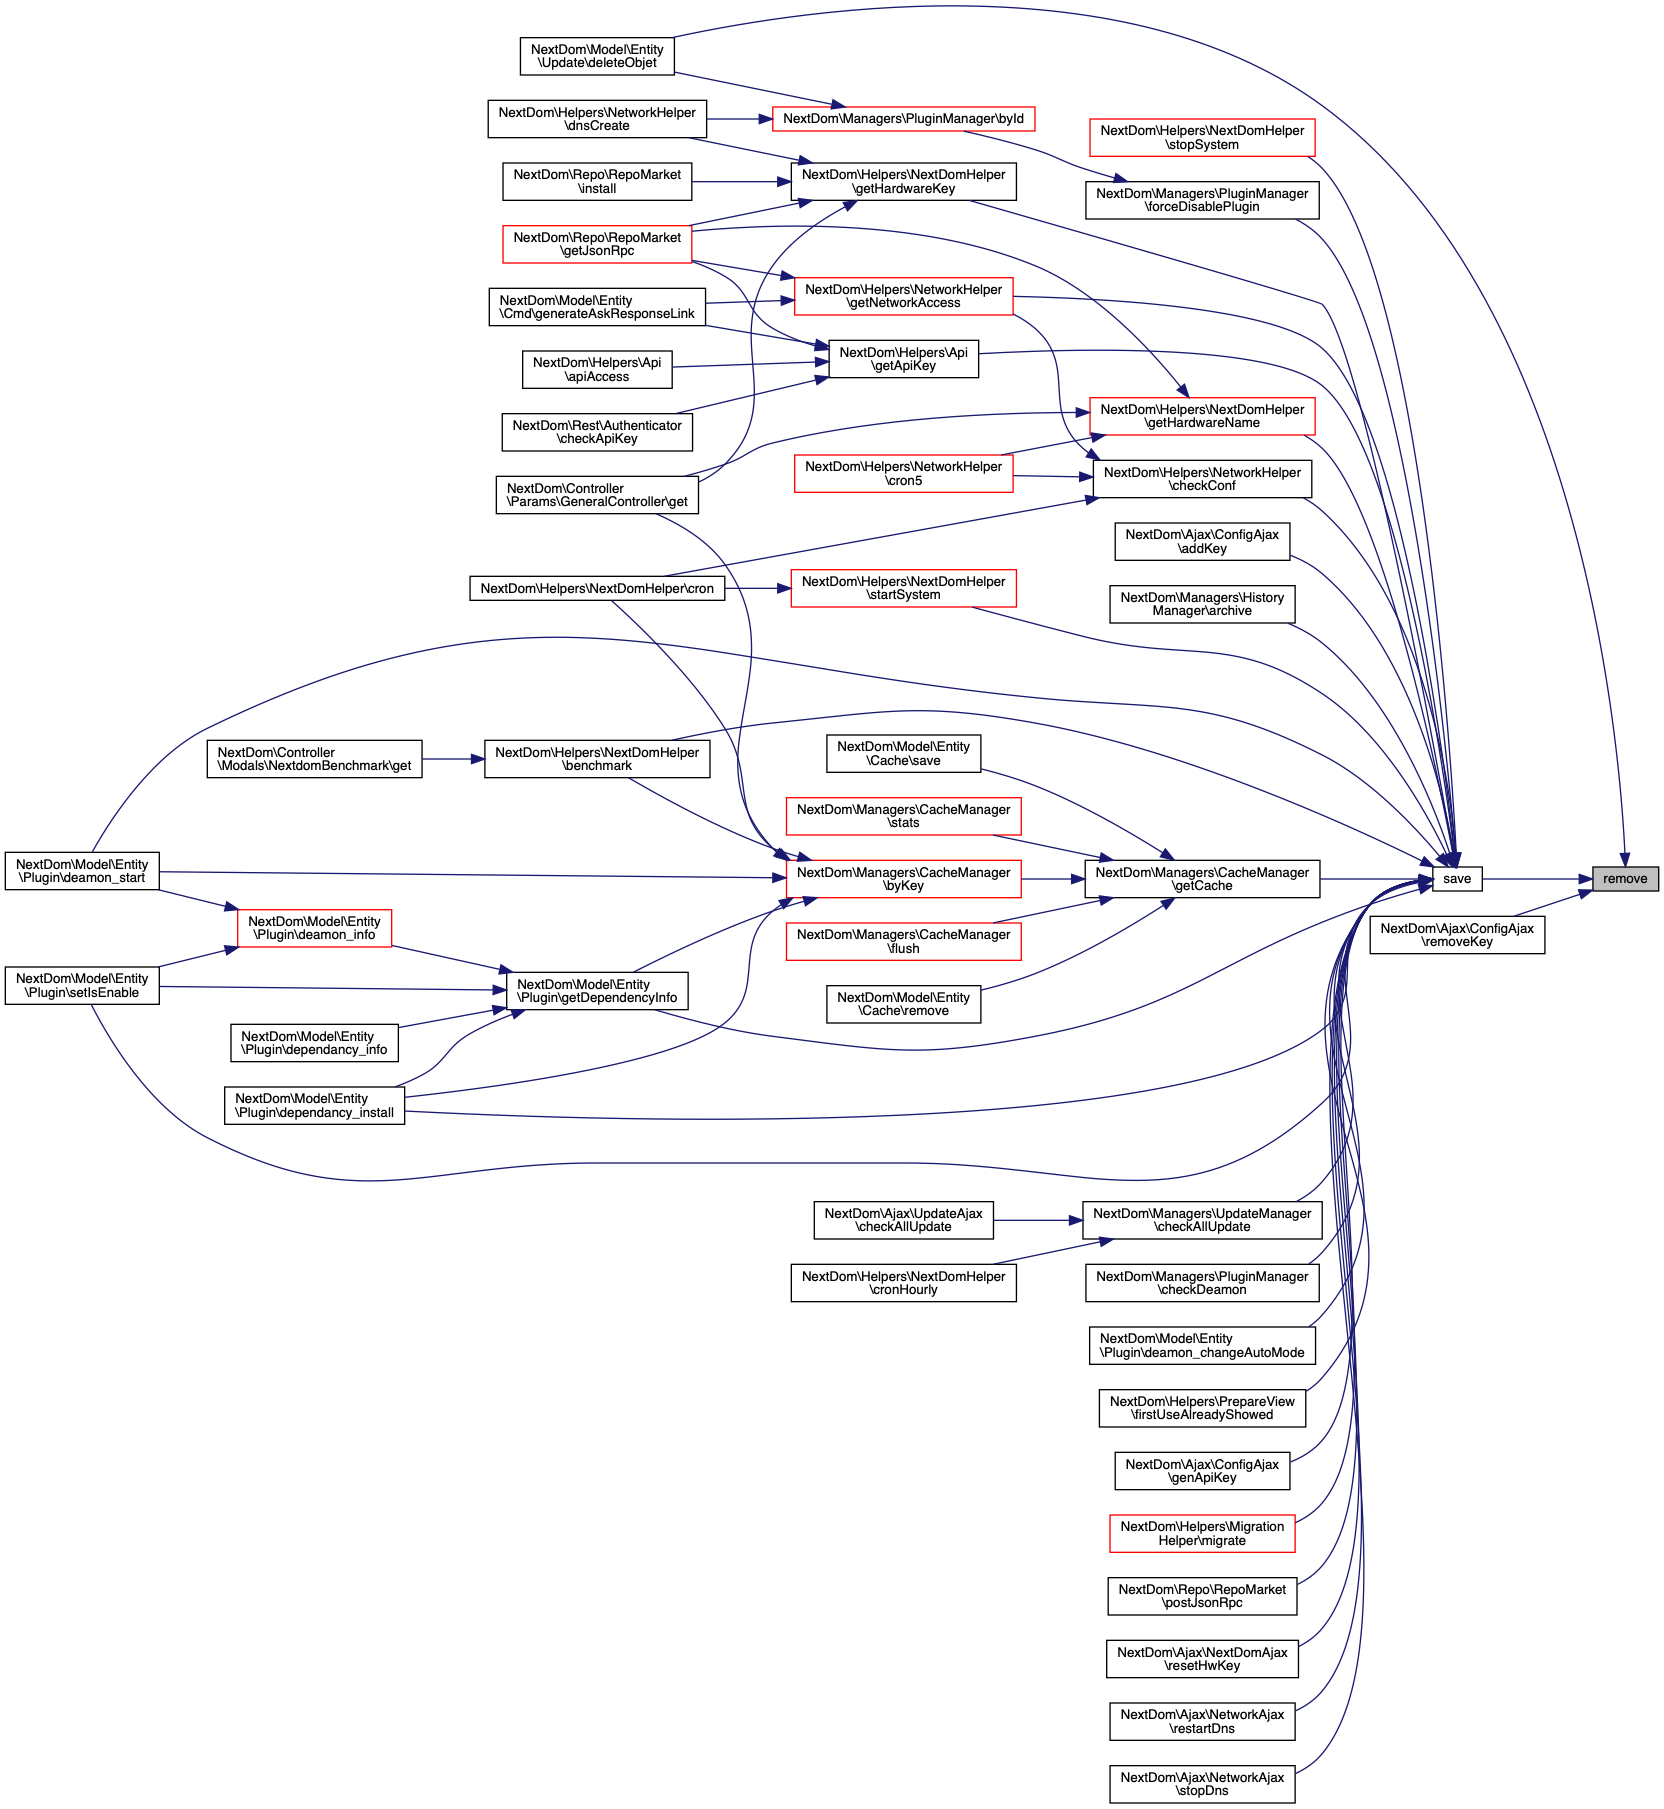 NextDom\Model\Entity
\Update\deleteObjet
NextDom\Helpers\NetworkHelper
\dnsCreate
NextDom\Managers\PluginManager\byId
NextDom\Helpers\NextDomHelper
\stopSystem
NextDom\Repo\RepoMarket
\install
NextDom\Helpers\NextDomHelper
\getHardwareKey
NextDom\Managers\PluginManager
\forceDisablePlugin
NextDom\Repo\RepoMarket
\getJsonRpc
NextDom\Model\Entity
\Cmd\generateAskResponseLink
NextDom\Helpers\NetworkHelper
\getNetworkAccess
NextDom\Helpers\Api
\apiAccess
NextDom\Helpers\Api
\getApiKey
NextDom\Rest\Authenticator
\checkApiKey
NextDom\Helpers\NextDomHelper
\getHardwareName
NextDom\Controller
\Params\GeneralController\get
NextDom\Helpers\NetworkHelper
\cron5
NextDom\Helpers\NetworkHelper
\checkConf
NextDom\Ajax\ConfigAjax
\addKey
NextDom\Helpers\NextDomHelper\cron
NextDom\Helpers\NextDomHelper
\startSystem
NextDom\Managers\History
Manager\archive
NextDom\Controller
\Modals\NextdomBenchmark\get
NextDom\Helpers\NextDomHelper
\benchmark
NextDom\Model\Entity
\Cache\save
NextDom\Managers\CacheManager
\stats
NextDom\Model\Entity
\Plugin\deamon_start
NextDom\Managers\CacheManager
\byKey
NextDom\Managers\CacheManager
\getCache
save
remove
NextDom\Model\Entity
\Plugin\deamon_info
NextDom\Managers\CacheManager
\flush
NextDom\Ajax\ConfigAjax
\removeKey
NextDom\Model\Entity
\Plugin\setIsEnable
NextDom\Model\Entity
\Plugin\getDependencyInfo
NextDom\Model\Entity
\Cache\remove
NextDom\Model\Entity
\Plugin\dependancy_info
NextDom\Model\Entity
\Plugin\dependancy_install
NextDom\Ajax\UpdateAjax
\checkAllUpdate
NextDom\Managers\UpdateManager
\checkAllUpdate
NextDom\Helpers\NextDomHelper
\cronHourly
NextDom\Managers\PluginManager
\checkDeamon
NextDom\Model\Entity
\Plugin\deamon_changeAutoMode
NextDom\Helpers\PrepareView
\firstUseAlreadyShowed
NextDom\Ajax\ConfigAjax
\genApiKey
NextDom\Helpers\Migration
Helper\migrate
NextDom\Repo\RepoMarket
\postJsonRpc
NextDom\Ajax\NextDomAjax
\resetHwKey
NextDom\Ajax\NetworkAjax
\restartDns
NextDom\Ajax\NetworkAjax
\stopDns